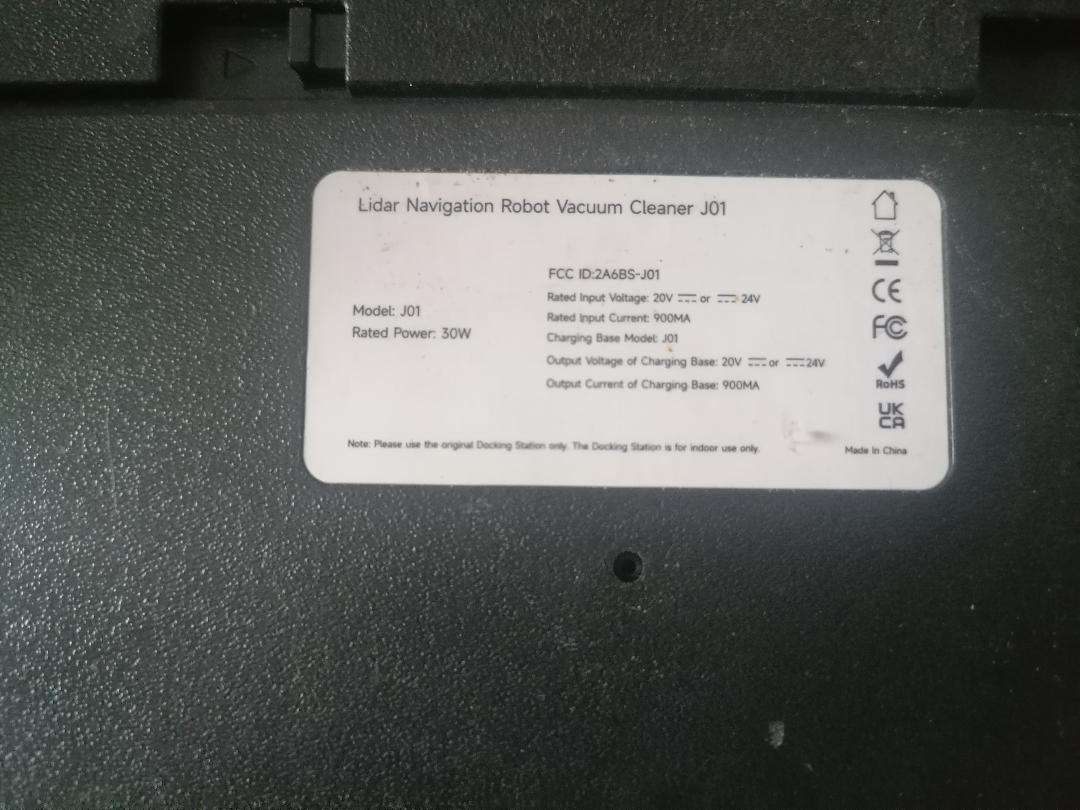 Lidar Navigation Robot Vacuum Cleaner J01
Model: J01
Rated Power: 30W
FCC ID:2A6BS-J01
Rated Input Voltage: 20V ⎓ or ⎓ 24V
Rated Input Current: 900MA
Charging Base Model: J01
Output Voltage of Charging Base: 20V ⎓ or ⎓ 24V
Output Current of Charging Base: 900MA
Note: Please use the original Docking Station only. The Docking Station is for indoor use only.
CE
FC
RoHS
UK
CA
Made In China